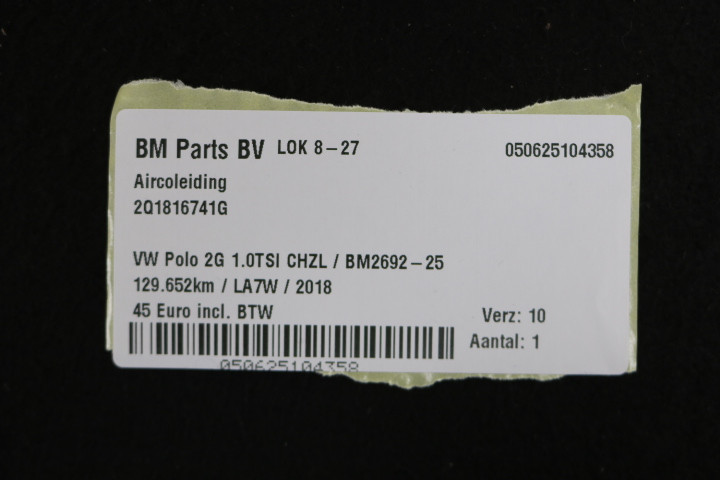 BM Parts BV LOK 8-27 050625104358
Aircoleiding
2Q1816741G
VW Polo 2G 1.0TSI CHZL / BM2692-25
129.652km / LA7W / 2018
45 Euro incl. BTW Verz: 10
Aantal: 1
050625104358